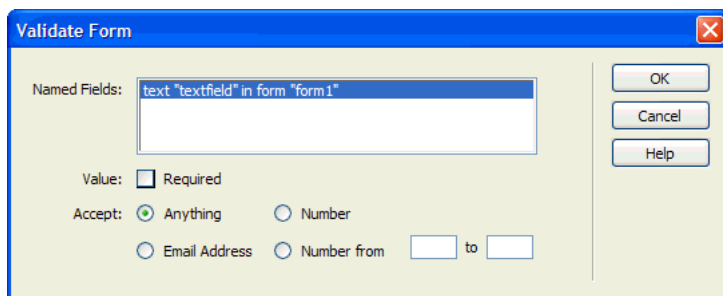 Validate Form
Named Fields: text "textfield" in form "form1"
OK
Cancel
Help
Value: Required
Accept: Anything Number
Email Address Number from to